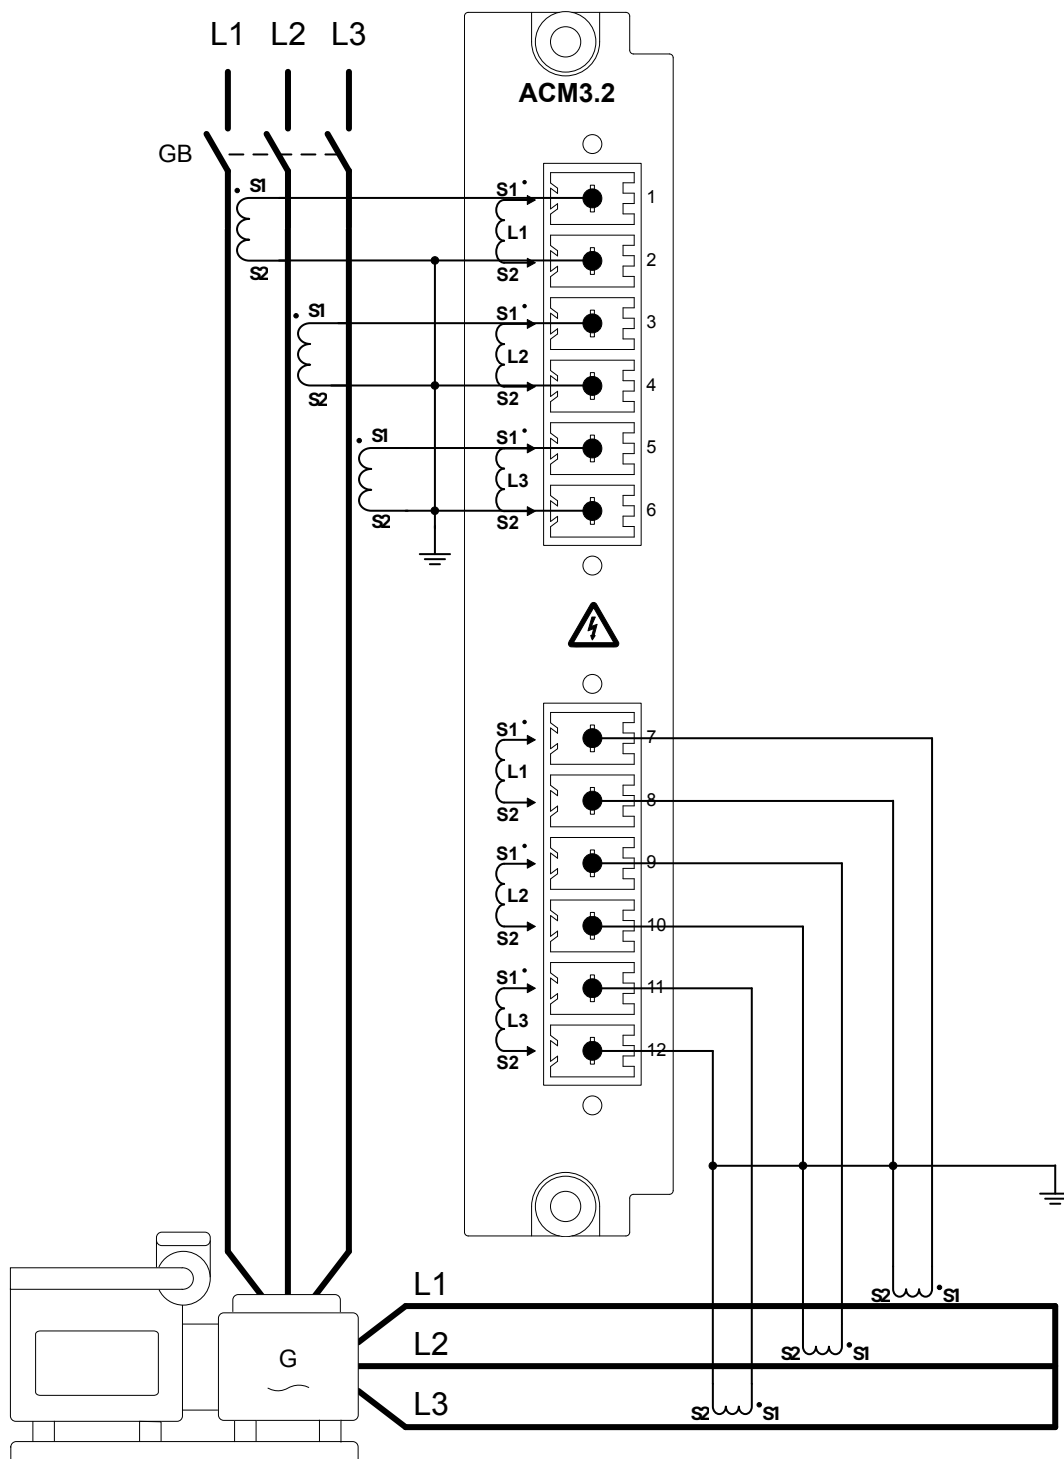 L1 L2 L3
ACM3.2
GB
S1 S1 1
L1
S2 S2 2
S1 S1 3
L2
S2 S2 4
S1 S1 5
L3
S2 S2 6
S1 7
L1
S2 8
S1 9
L2
S2 10
S1 11
L3
S2 12
L1 S2 S1
L2 S2 S1
G
L3 S2 S1